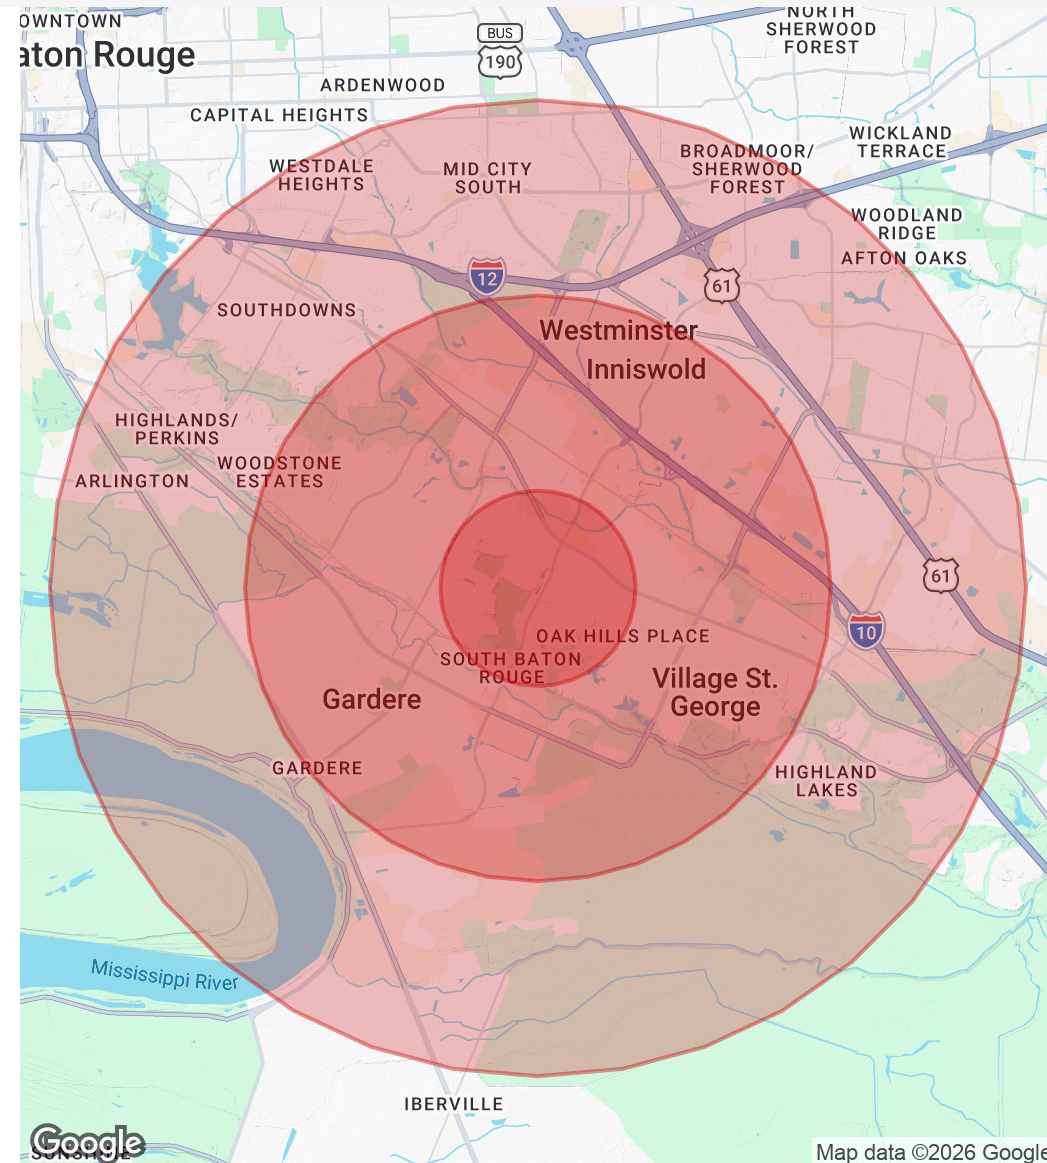 OWNTOWN
aton Rouge
BUS
190
NORTH
SHERWOOD
FOREST
ARDENWOOD
CAPITAL HEIGHTS
WICKLAND
TERRACE
WESTDALE
HEIGHTS
MID CITY
SOUTH
BROADMOOR/
SHERWOOD
FOREST
WOODLAND
RIDGE
AFTON OAKS
12
61
SOUTHDOWNS
Westminster
Inniswold
HIGHLANDS/
PERKINS
WOODSTONE
ESTATES
ARLINGTON
61
10
OAK HILLS PLACE
SOUTH BATON
ROUGE
Village St.
George
Gardere
GARDERE
HIGHLAND
LAKES
Mississippi River
IBERVILLE
Google
Map data ©2026 Google